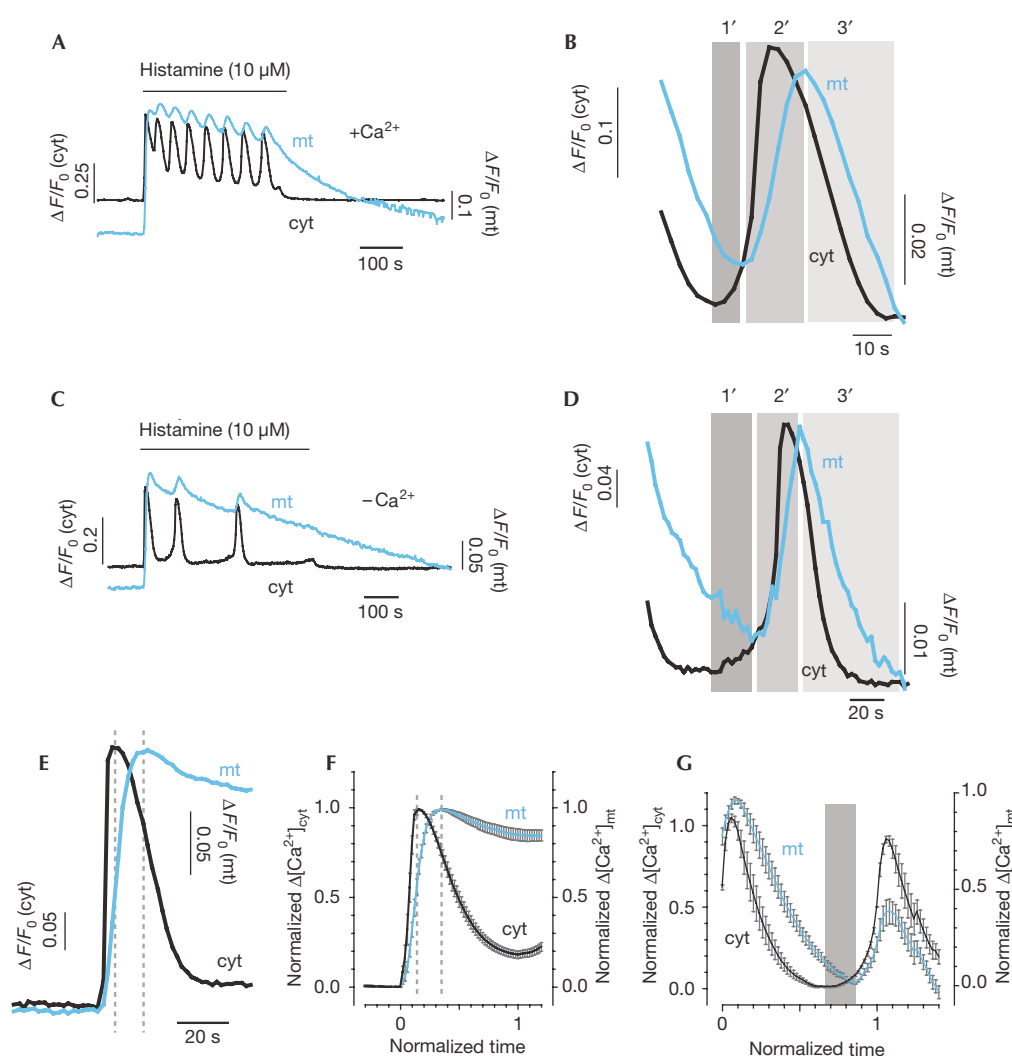 A
Histamine (10 µM)
mt
+Ca²⁺
cyt
ΔF/F₀ (cyt)
0.25
ΔF/F₀ (mt)
0.1
100 s
B
1′ 2′ 3′
mt
cyt
ΔF/F₀ (cyt)
0.1
ΔF/F₀ (mt)
0.02
10 s
C
Histamine (10 µM)
mt
−Ca²⁺
cyt
ΔF/F₀ (cyt)
0.2
ΔF/F₀ (mt)
0.05
100 s
D
1′ 2′ 3′
mt
cyt
ΔF/F₀ (cyt)
0.04
ΔF/F₀ (mt)
0.01
20 s
E
mt
cyt
ΔF/F₀ (mt)
0.05
ΔF/F₀ (cyt)
0.05
20 s
F
Normalized Δ[Ca²⁺]cyt
1.0
0.5
0.0
mt
cyt
1.0
0.5
0.0
Normalized Δ[Ca²⁺]mt
0 1
Normalized time
G
Normalized Δ[Ca²⁺]cyt
1.0
0.5
0.0
mt
cyt
1.0
0.5
0.0
Normalized Δ[Ca²⁺]mt
0 1
Normalized time